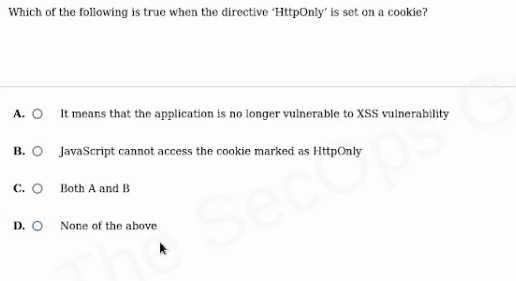 Which of the following is true when the directive ‘HttpOnly’ is set on a cookie?
A. It means that the application is no longer vulnerable to XSS vulnerability
B. JavaScript cannot access the cookie marked as HttpOnly
C. Both A and B
D. None of the above
The SecOps G